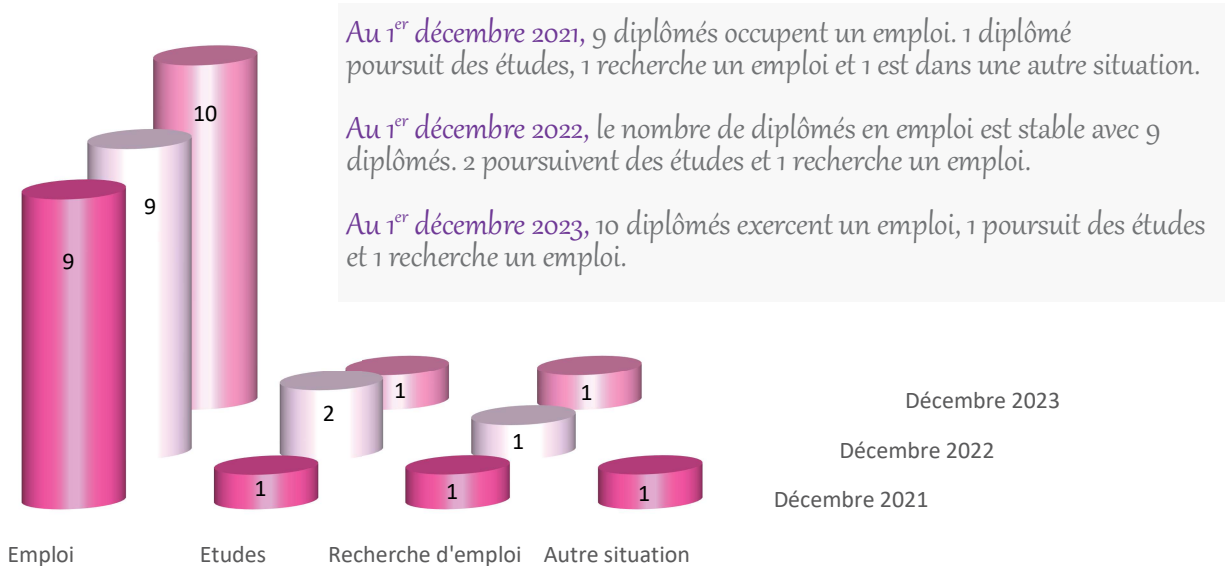 Au 1er décembre 2021, 9 diplômés occupent un emploi. 1 diplômé
poursuit des études, 1 recherche un emploi et 1 est dans une autre situation.
Au 1er décembre 2022, le nombre de diplômés en emploi est stable avec 9
diplômés. 2 poursuivent des études et 1 recherche un emploi.
Au 1er décembre 2023, 10 diplômés exercent un emploi, 1 poursuit des études
et 1 recherche un emploi.
10
9
9
1
1
2
1
1
1
1
Décembre 2023
Décembre 2022
Décembre 2021
Emploi
Etudes
Recherche d'emploi
Autre situation